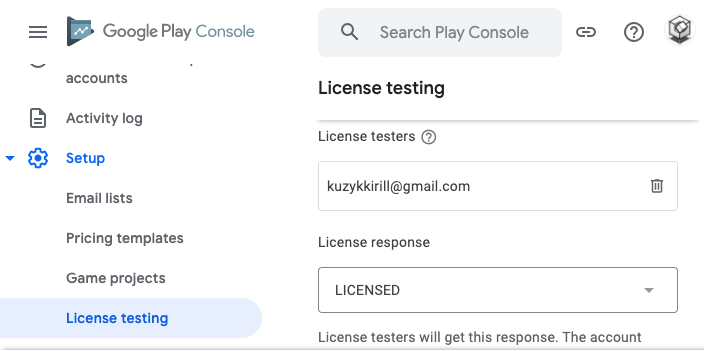 Google Play Console
Search Play Console
accounts
Activity log
Setup
Email lists
Pricing templates
Game projects
License testing
License testing
License testers
kuzykkirill@gmail.com
License response
LICENSED
License testers will get this response. The account